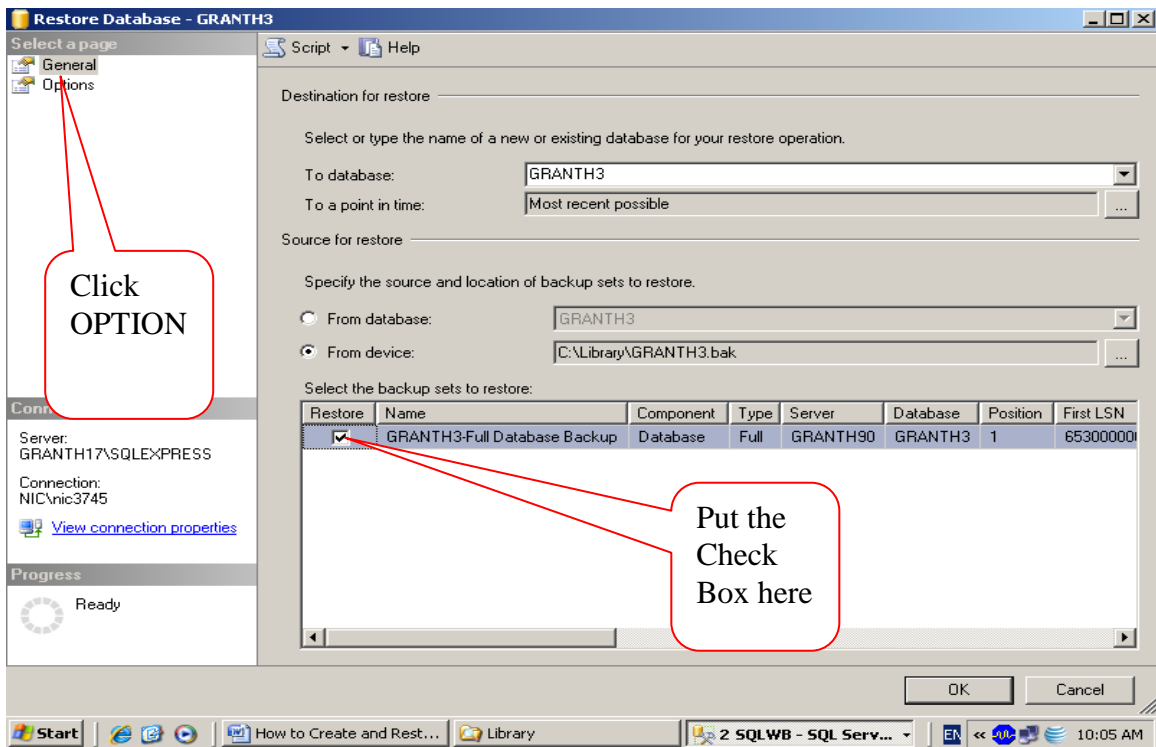 Restore Database - GRANTH3
Select a page
General
Options
Script Help
Destination for restore
Select or type the name of a new or existing database for your restore operation.
To database: GRANTH3
To a point in time: Most recent possible ...
Source for restore
Specify the source and location of backup sets to restore.
From database: GRANTH3
From device: C:\Library\GRANTH3.bak ...
Select the backup sets to restore:
Restore Name Component Type Server Database Position First LSN
GRANTH3-Full Database Backup Database Full GRANTH90 GRANTH3 1 65300000
Click
OPTION
Put the
Check
Box here
Server:
GRANTH17\SQLEXPRESS
Connection:
NIC\nic3745
View connection properties
Progress
Ready
OK Cancel
Start How to Create and Rest... Library 2 SQLWB - SQL Serv... EN « 10:05 AM